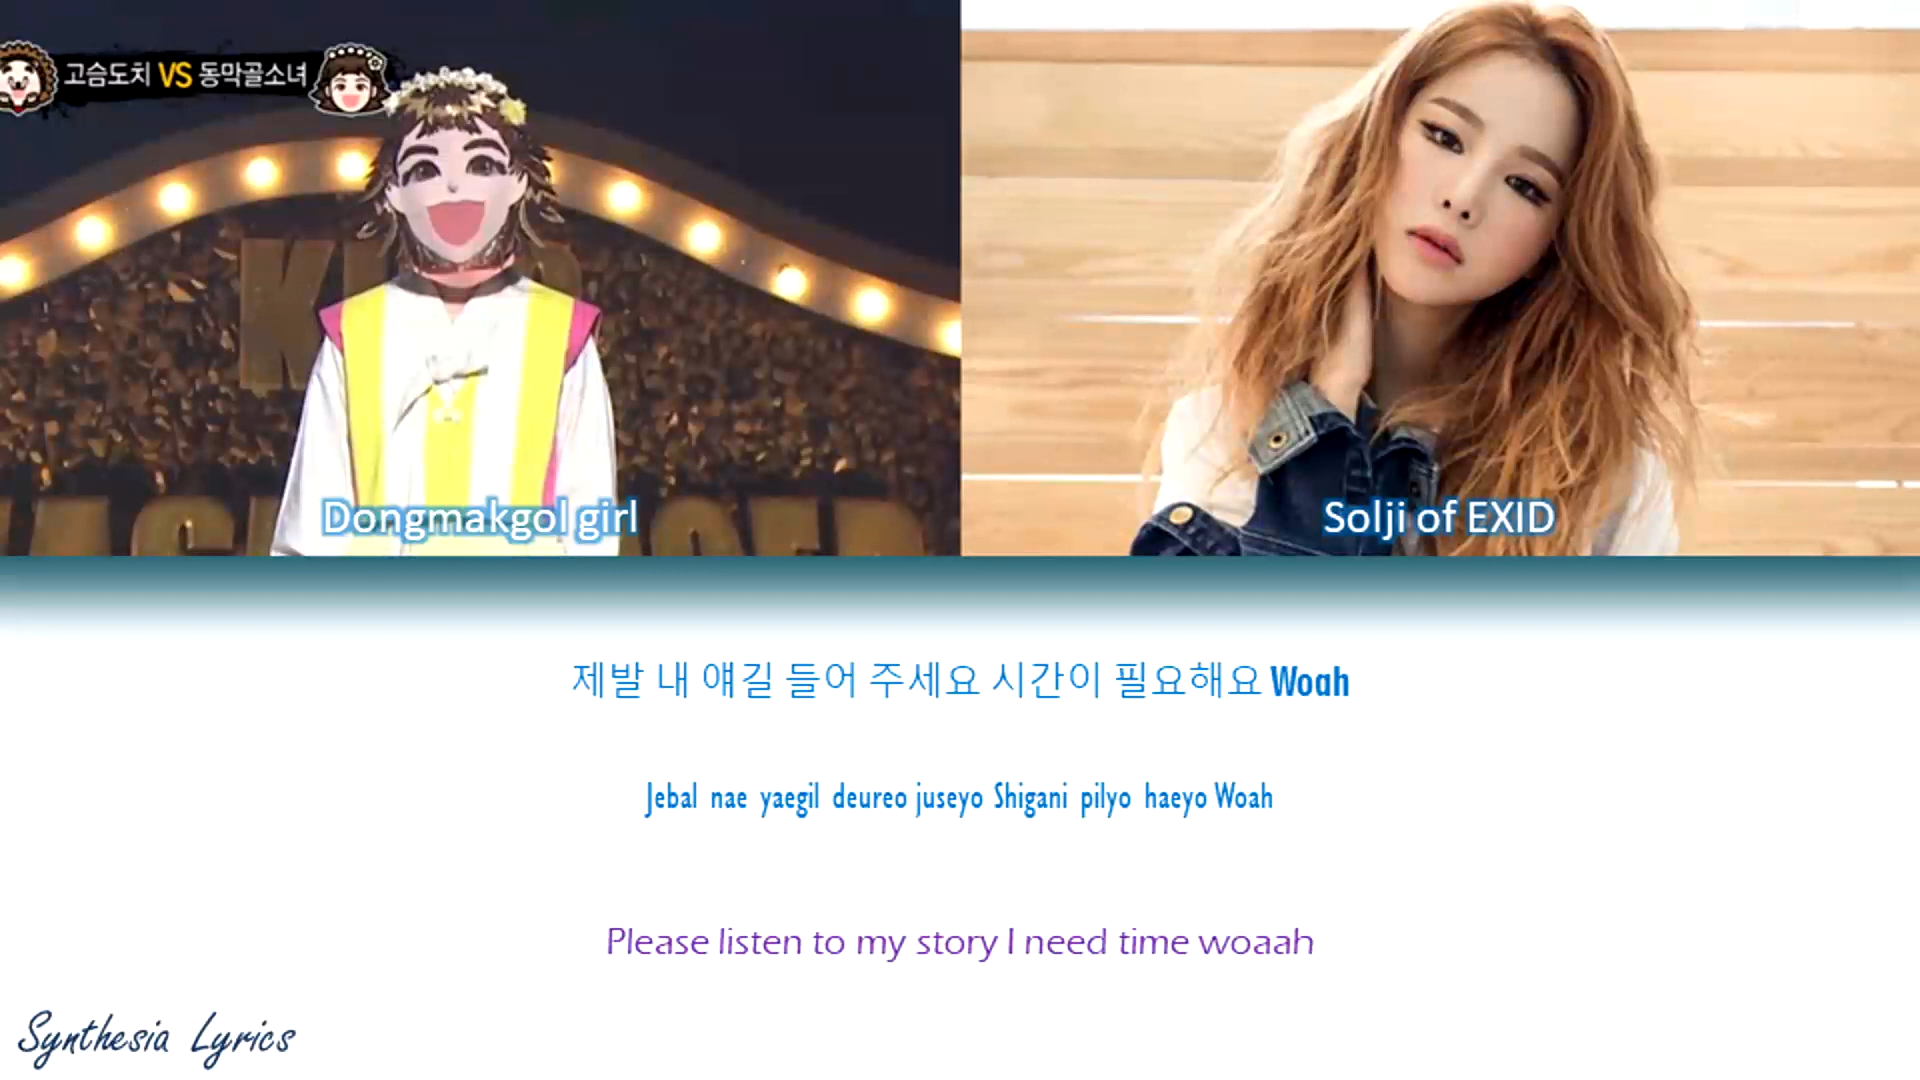 고슴도치 VS 동막골소녀
Dongmakgol girl
Solji of EXID
제발 내 얘길 들어 주세요 시간이 필요해요 Woah
Jebal nae yaegil deureo juseyo Shigani pilyo haeyo Woah
Please listen to my story I need time woaah
Synthesia Lyrics